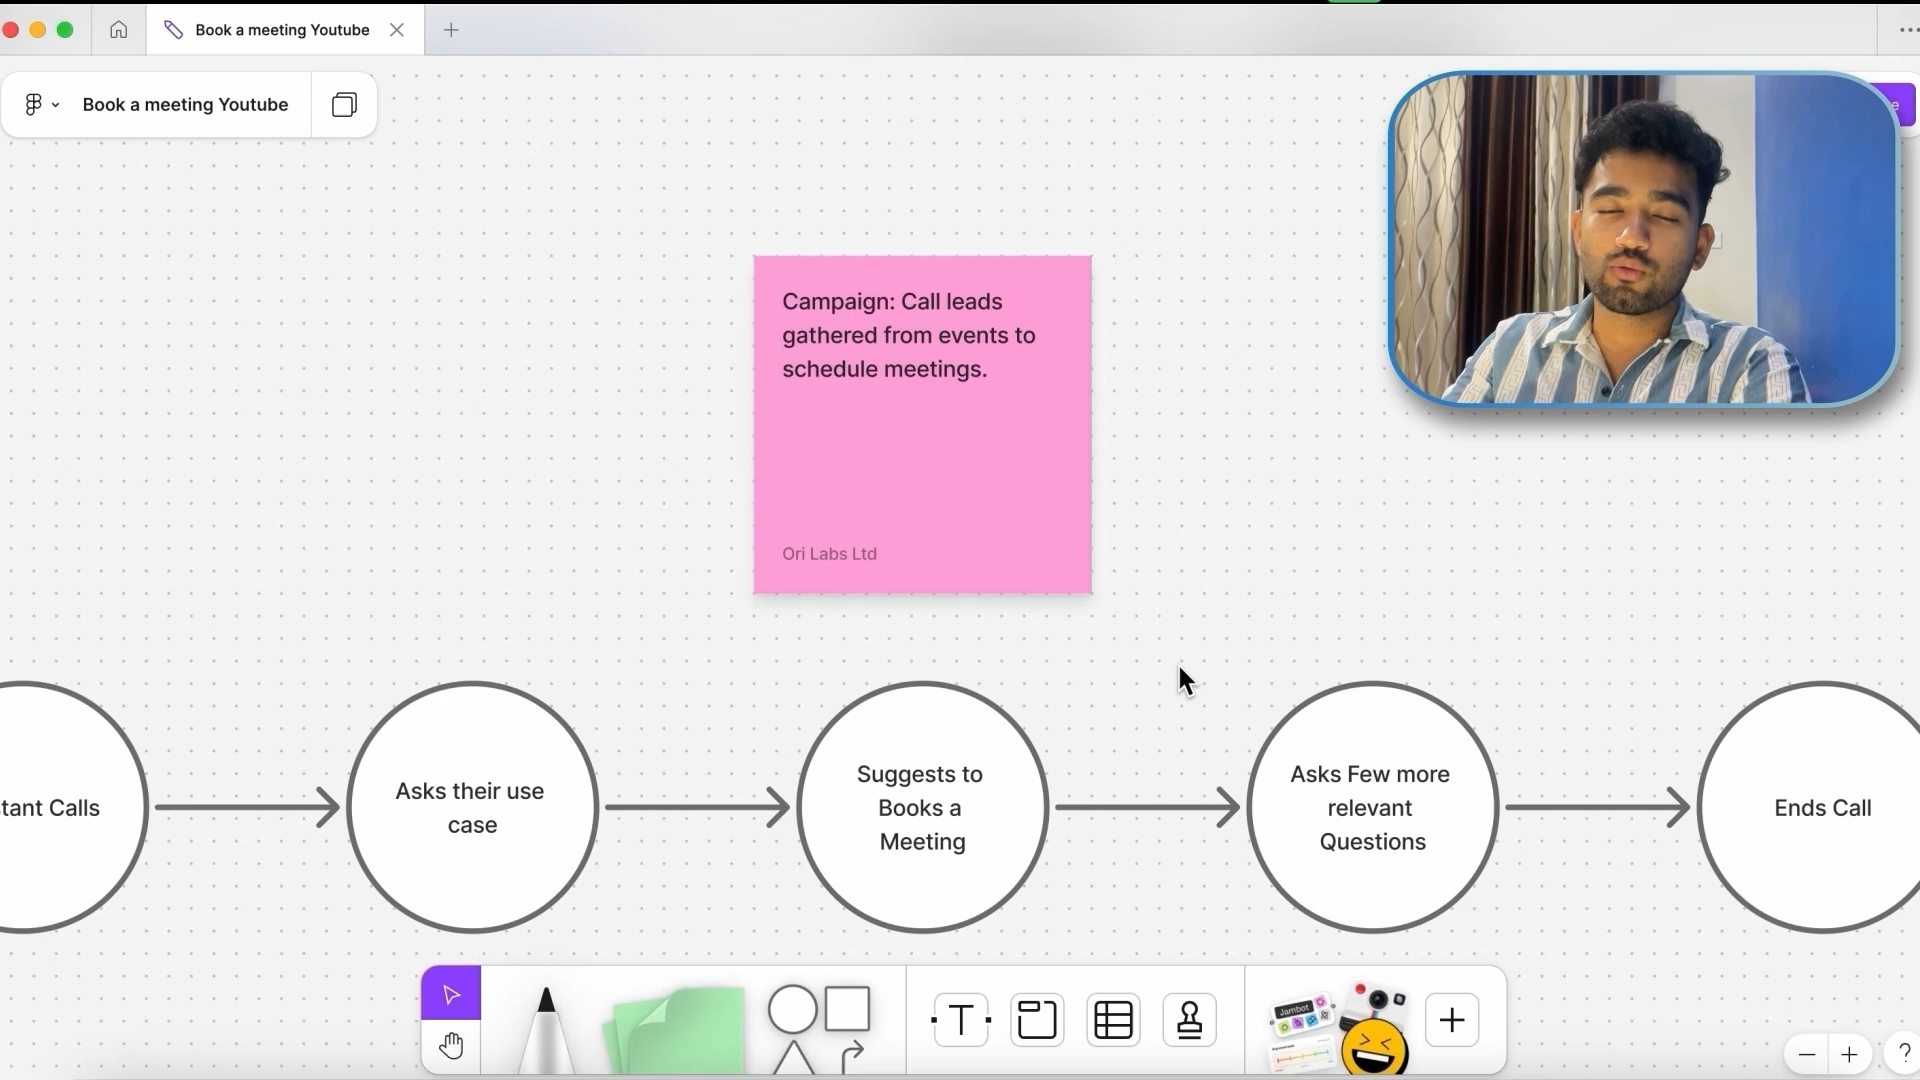 Book a meeting Youtube
Book a meeting Youtube
e
Campaign: Call leads
gathered from events to
schedule meetings.
Ori Labs Ltd
tant Calls
Asks their use
case
Suggests to
Books a
Meeting
Asks Few more
relevant
Questions
Ends Call
T
Jambot
?